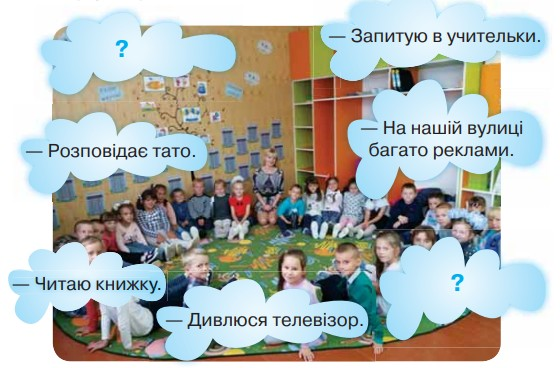 ?
— Запитую в учительки.
— Розповідає тато.
— На нашій вулиці
багато реклами.
— Читаю книжку.
— Дивлюся телевізор.
?